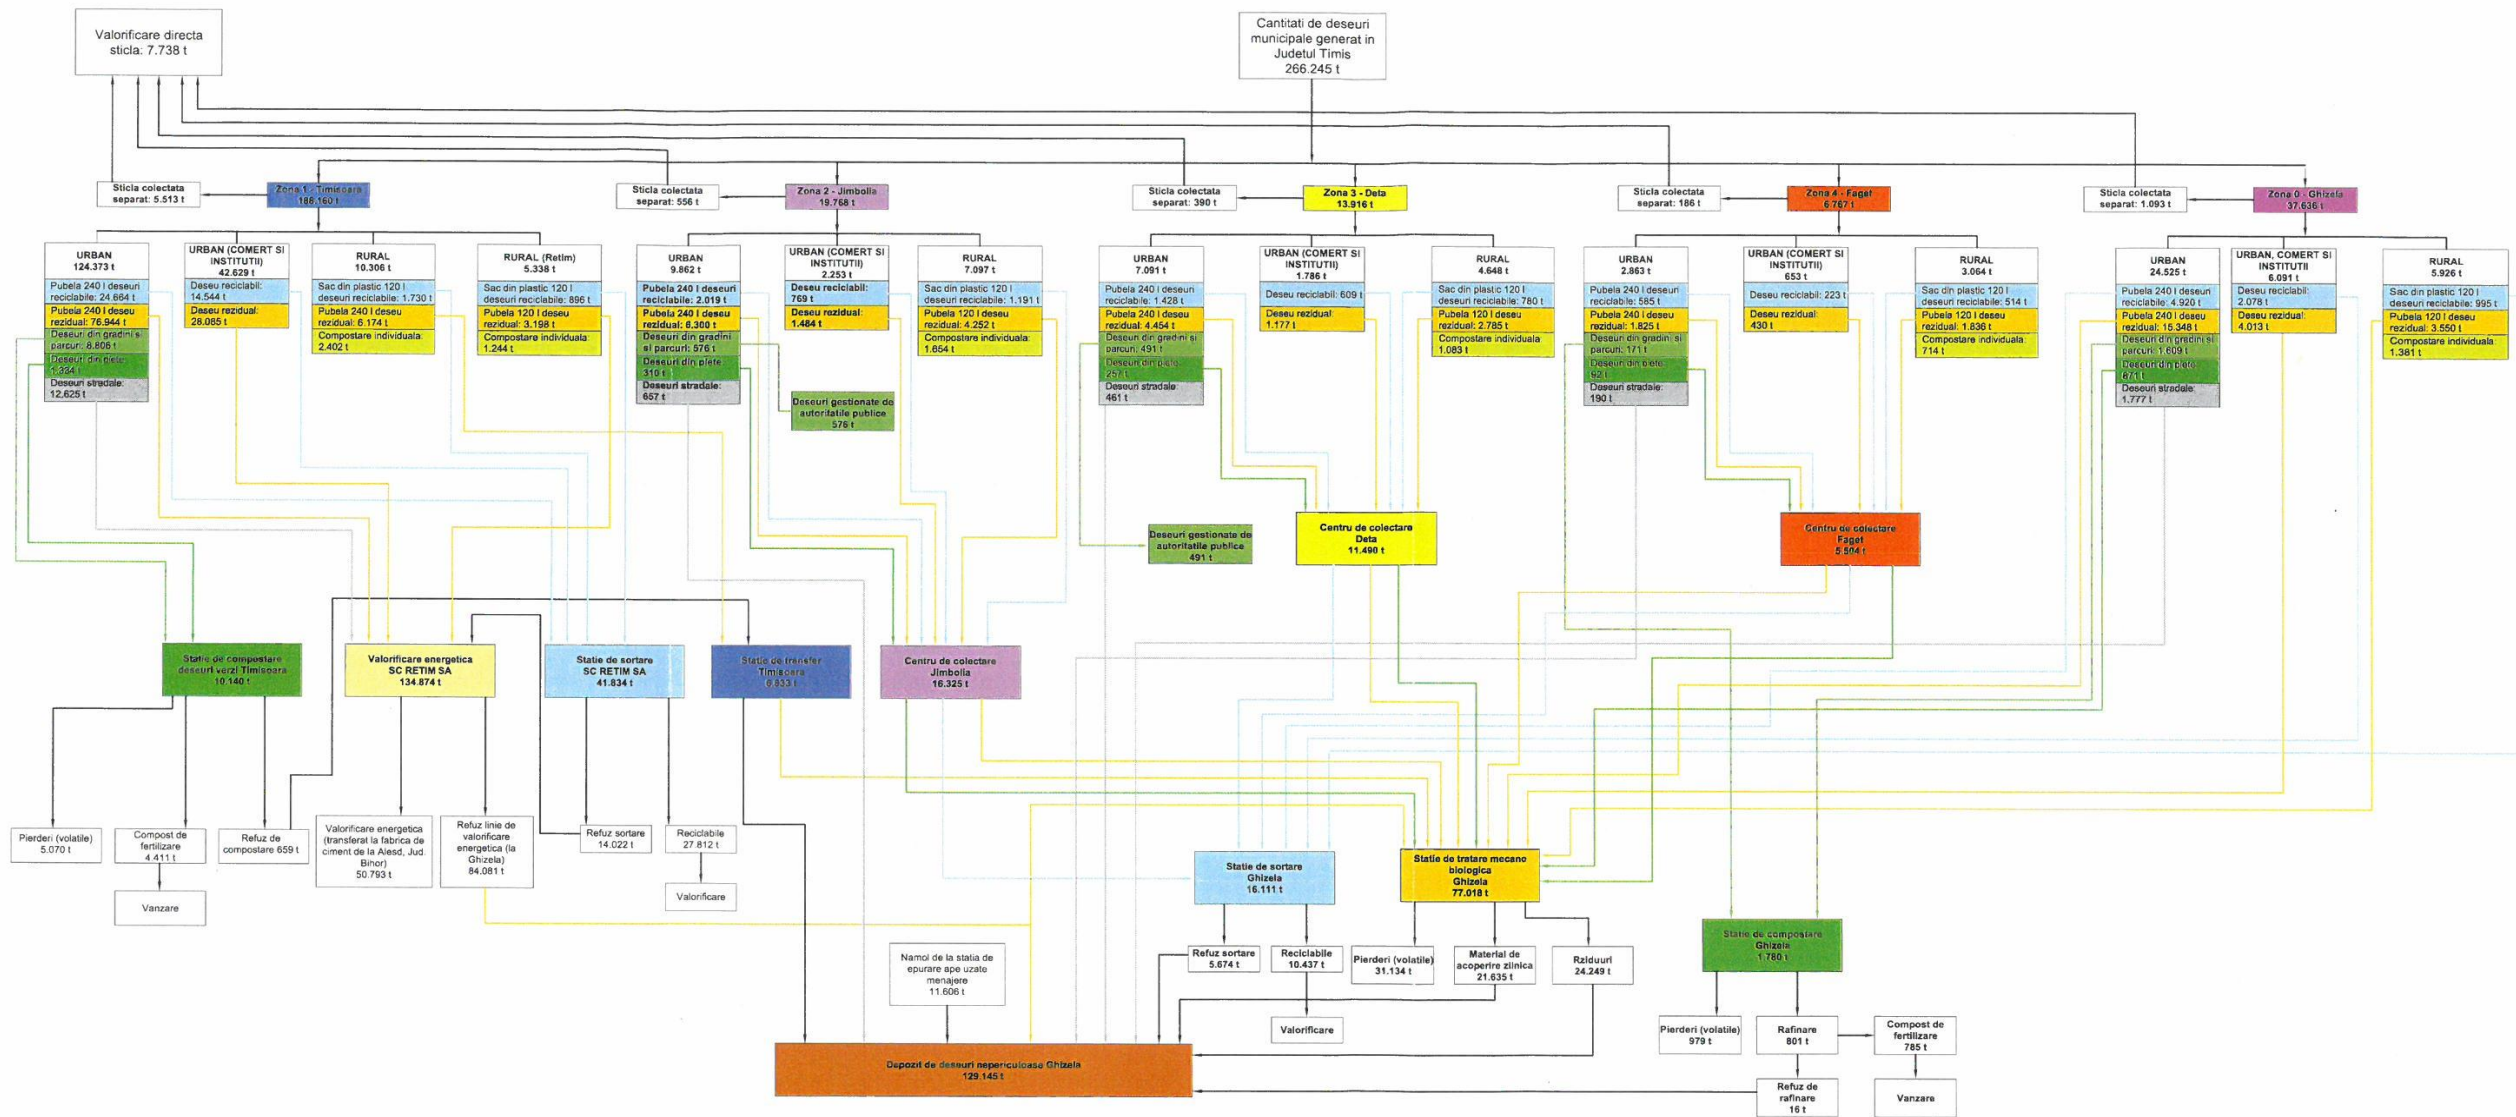 Valorificare directa
sticla: 7.738 t
Cantitati de deseuri
municipale generat in
Judetul Timis
266.245 t
Sticla colectata
separat: 5.513 t
Zona 1 - Timisoara
188.160 t
Sticla colectata
separat: 556 t
Zona 2 - Jimbolia
19.768 t
Sticla colectata
separat: 390 t
Zona 3 - Deta
13.916 t
Sticla colectata
separat: 186 t
Zona 4 - Faget
6.767 t
Sticla colectata
separat: 1.093 t
Zona 0 - Ghizela
37.636 t
URBAN
124.373 t
Pubela 240 l deseuri
reciclabile: 24.664 t
Pubela 240 l deseu
rezidual: 76.944 t
Deseuri din gradini si
parcuri: 8.806 t
Deseuri din piete:
1.334 t
Deseuri stradale:
12.625 t
URBAN (COMERT SI
INSTITUTII)
42.629 t
Deseu reciclabil:
14.544 t
Deseu rezidual:
28.085 t
RURAL
10.306 t
Sac din plastic 120 l
deseuri reciclabile: 1.730 t
Pubela 120 l deseu
rezidual: 6.174 t
Compostare individuala:
2.402 t
RURAL (Retim)
5.338 t
Sac din plastic 120 l
deseuri reciclabile: 896 t
Pubela 120 l deseu
rezidual: 3.198 t
Compostare individuala:
1.244 t
URBAN
9.862 t
Pubela 240 l deseuri
reciclabile: 2.019 t
Pubela 240 l deseu
rezidual: 6.300 t
Deseuri din gradini
si parcuri: 576 t
Deseuri din piete:
310 t
Deseuri stradale:
657 t
URBAN (COMERT SI
INSTITUTII)
2.253 t
Deseu reciclabil:
769 t
Deseu rezidual:
1.484 t
RURAL
7.097 t
Sac din plastic 120 l
deseuri reciclabile: 1.191 t
Pubela 120 l deseu
rezidual: 4.252 t
Compostare individuala:
1.654 t
URBAN
7.091 t
Pubela 240 l deseuri
reciclabile: 1.428 t
Pubela 240 l deseu
rezidual: 4.454 t
Deseuri din gradini si
parcuri: 491 t
Deseuri din piete:
257 t
Deseuri stradale:
461 t
URBAN (COMERT SI
INSTITUTII)
1.786 t
Deseu reciclabil: 609 t
Deseu rezidual:
1.177 t
RURAL
4.648 t
Sac din plastic 120 l
deseuri reciclabile: 780 t
Pubela 120 l deseu
rezidual: 2.785 t
Compostare individuala:
1.083 t
URBAN
2.863 t
Pubela 240 l deseuri
reciclabile: 585 t
Pubela 240 l deseu
rezidual: 1.825 t
Deseuri din gradini si
parcuri: 171 t
Deseuri din piete:
92 t
Deseuri stradale:
190 t
URBAN (COMERT SI
INSTITUTII)
653 t
Deseu reciclabil: 223 t
Deseu rezidual:
430 t
RURAL
3.064 t
Sac din plastic 120 l
deseuri reciclabile: 514 t
Pubela 120 l deseu
rezidual: 1.836 t
Compostare individuala:
714 t
URBAN
24.525 t
Pubela 240 l deseuri
reciclabile: 4.920 t
Pubela 240 l deseu
rezidual: 15.348 t
Deseuri din gradini si
parcuri: 1.609 t
Deseuri din piete:
871 t
Deseuri stradale:
1.777 t
URBAN, COMERT SI
INSTITUTII
6.091 t
Deseu reciclabil:
2.078 t
Deseu rezidual:
4.013 t
RURAL
5.926 t
Sac din plastic 120 l
deseuri reciclabile: 995 t
Pubela 120 l deseu
rezidual: 3.550 t
Compostare individuala:
1.381 t
Deseuri gestionate de
autoritatile publice
576 t
Deseuri gestionate de
autoritatile publice
491 t
Centru de colectare
Deta
11.490 t
Centru de colectare
Faget
5.504 t
Statie de compostare
deseuri verzi Timisoara
10.140 t
Valorificare energetica
SC RETIM SA
134.874 t
Statie de sortare
SC RETIM SA
41.834 t
Statie de transfer
Timisoara
6.833 t
Centru de colectare
Jimbolia
16.325 t
Pierderi (volatile)
5.070 t
Compost de
fertilizare
4.411 t
Refuz de
compostare 659 t
Valorificare energetica
(transferat la fabrica de
ciment de la Alesd, Jud.
Bihor)
50.793 t
Refuz linie de
valorificare
energetica (la
Ghizela)
84.081 t
Refuz sortare
14.022 t
Reciclabile
27.812 t
Vanzare
Valorificare
Statie de sortare
Ghizela
16.111 t
Statie de tratare mecano
biologica
Ghizela
77.018 t
Statie de compostare
Ghizela
1.780 t
Namol de la statia de
epurare ape uzate
menajere
11.606 t
Refuz sortare
5.674 t
Reciclabile
10.437 t
Pierderi (volatile)
31.134 t
Material de
acoperire zilnica
21.635 t
Rziduuri
24.249 t
Valorificare
Pierderi (volatile)
979 t
Rafinare
801 t
Compost de
fertilizare
785 t
Depozit de deseuri nepericuloase Ghizela
129.145 t
Refuz de
rafinare
16 t
Vanzare